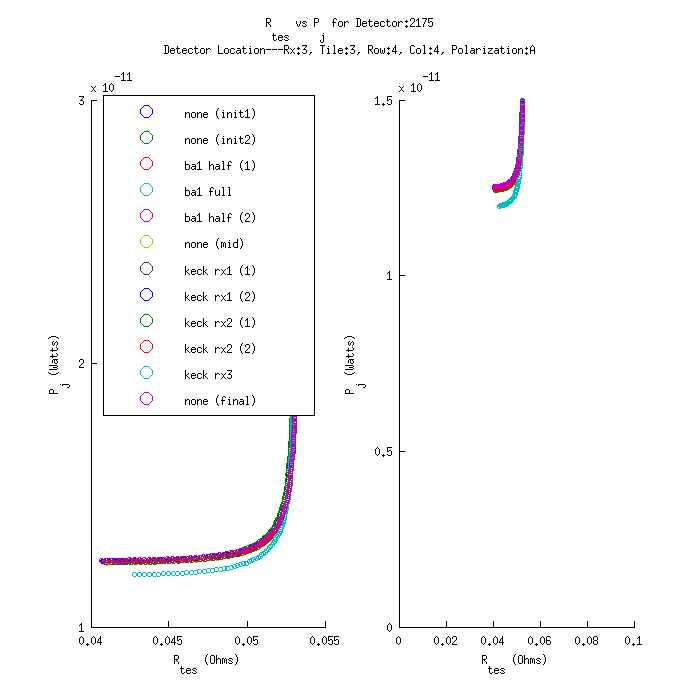 R tes vs P j for Detector:2175
Detector Location---Rx:3, Tile:3, Row:4, Col:4, Polarization:A
x 10^-11
3
2
1
P j (Watts)
none (init1)
none (init2)
ba1 half (1)
ba1 full
ba1 half (2)
none (mid)
keck rx1 (1)
keck rx1 (2)
keck rx2 (1)
keck rx2 (2)
keck rx3
none (final)
0.04 0.045 0.05 0.055
R tes (Ohms)
x 10^-11
1.5
1
0.5
0
P j (Watts)
0 0.02 0.04 0.06 0.08 0.1
R tes (Ohms)